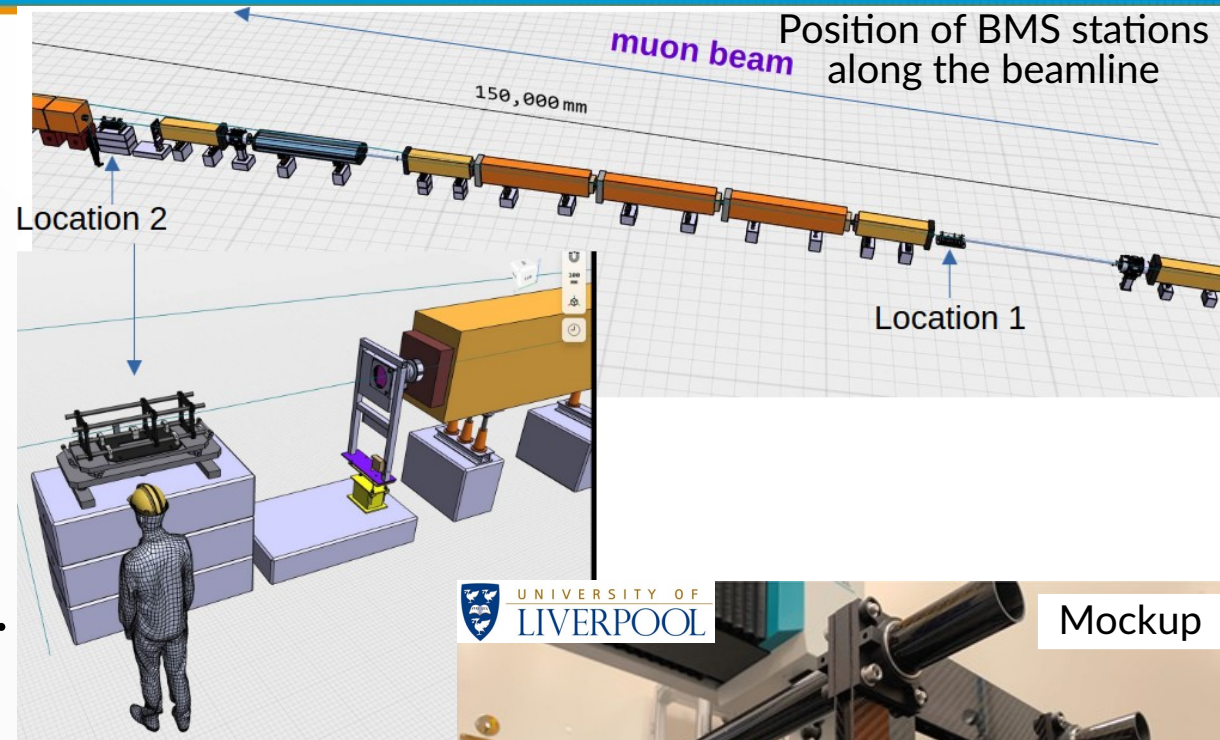 Position of BMS stations
along the beamline
muon beam
150,000 mm
Location 2
Location 1
UNIVERSITY OF
LIVERPOOL
Mockup